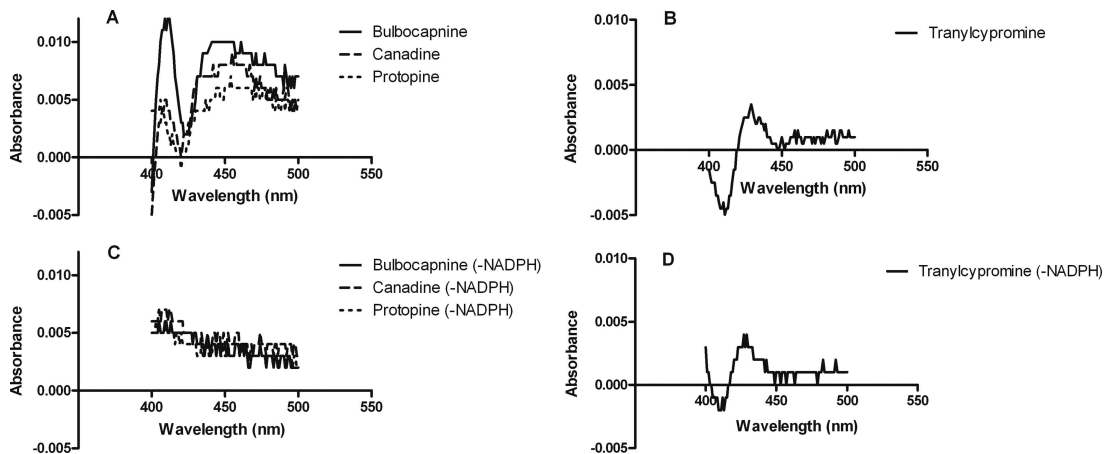 A
Bulbocapnine
Canadine
Protopine
0.010
0.005
0.000
-0.005
400
450
500
550
Absorbance
Wavelength (nm)
B
Tranylcypromine
0.010
0.005
0.000
-0.005
400
450
500
550
Absorbance
Wavelength (nm)
C
Bulbocapnine (-NADPH)
Canadine (-NADPH)
Protopine (-NADPH)
0.010
0.005
0.000
-0.005
400
450
500
550
Absorbance
Wavelength (nm)
D
Tranylcypromine (-NADPH)
0.010
0.005
0.000
-0.005
400
450
500
550
Absorbance
Wavelength (nm)